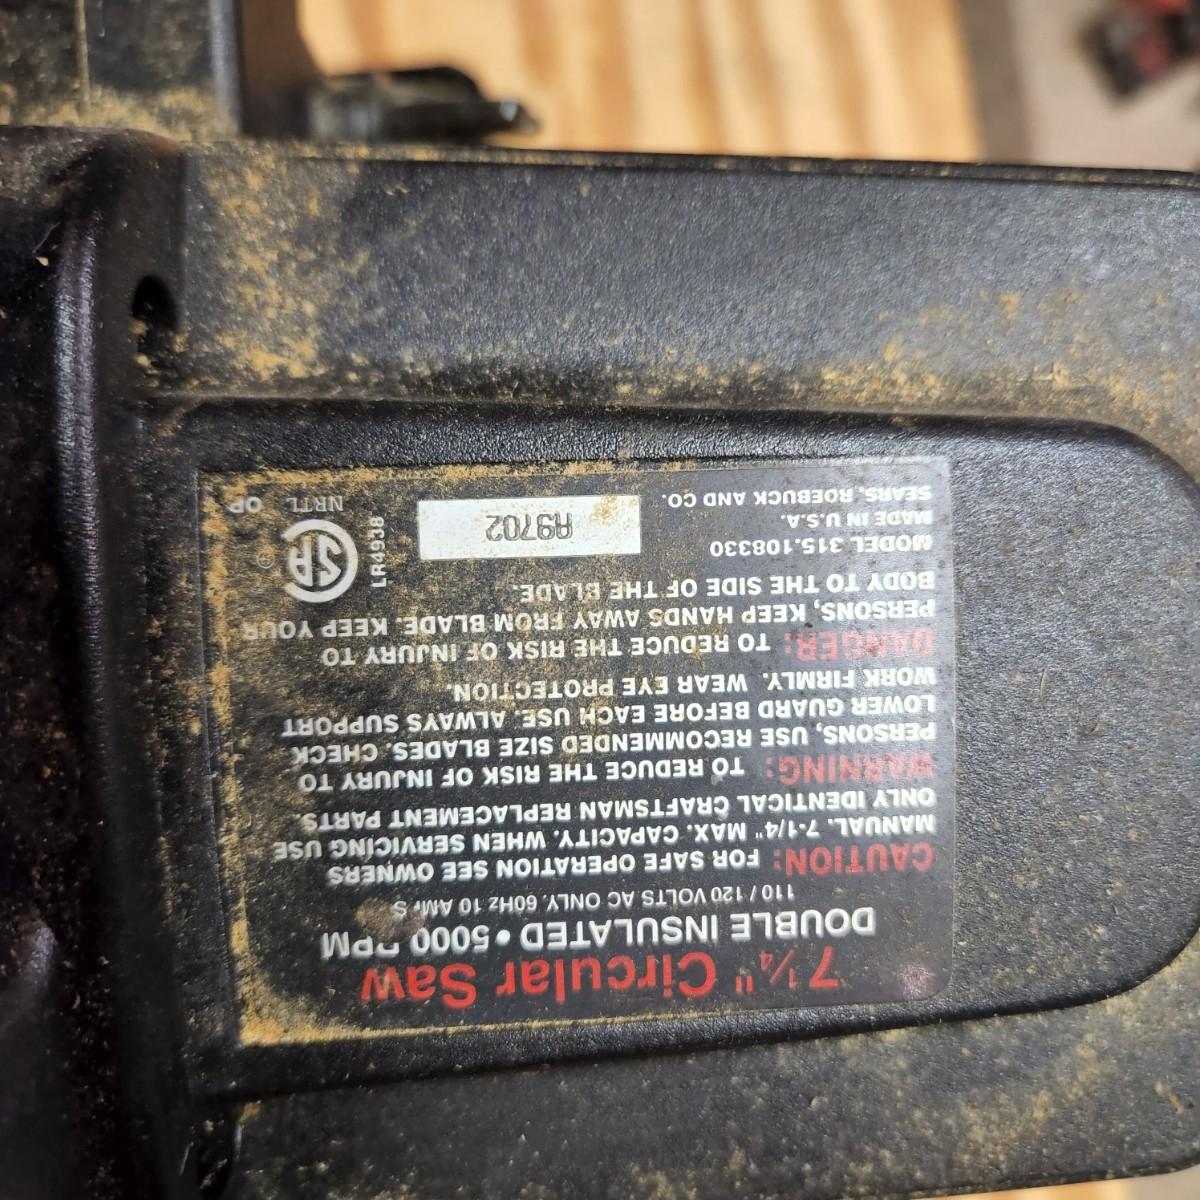 7 1/4" Circular Saw
DOUBLE INSULATED • 5000 RPM
110 / 120 VOLTS AC ONLY. 60Hz 10 AMPS
CAUTION: FOR SAFE OPERATION SEE OWNERS
MANUAL. 7-1/4" MAX. CAPACITY. WHEN SERVICING USE
ONLY IDENTICAL CRAFTSMAN REPLACEMENT PARTS.
WARNING: TO REDUCE THE RISK OF INJURY TO
PERSONS, USE RECOMMENDED SIZE BLADES. CHECK
LOWER GUARD BEFORE EACH USE. ALWAYS SUPPORT
WORK FIRMLY. WEAR EYE PROTECTION.
DANGER: TO REDUCE THE RISK OF INJURY TO
PERSONS, KEEP HANDS AWAY FROM BLADE. KEEP YOUR
BODY TO THE SIDE OF THE BLADE.
MODEL 315.108330
MADE IN U.S.A.
SEARS, ROEBUCK AND CO.
A9702
LR4938
SA
NRTL
OP